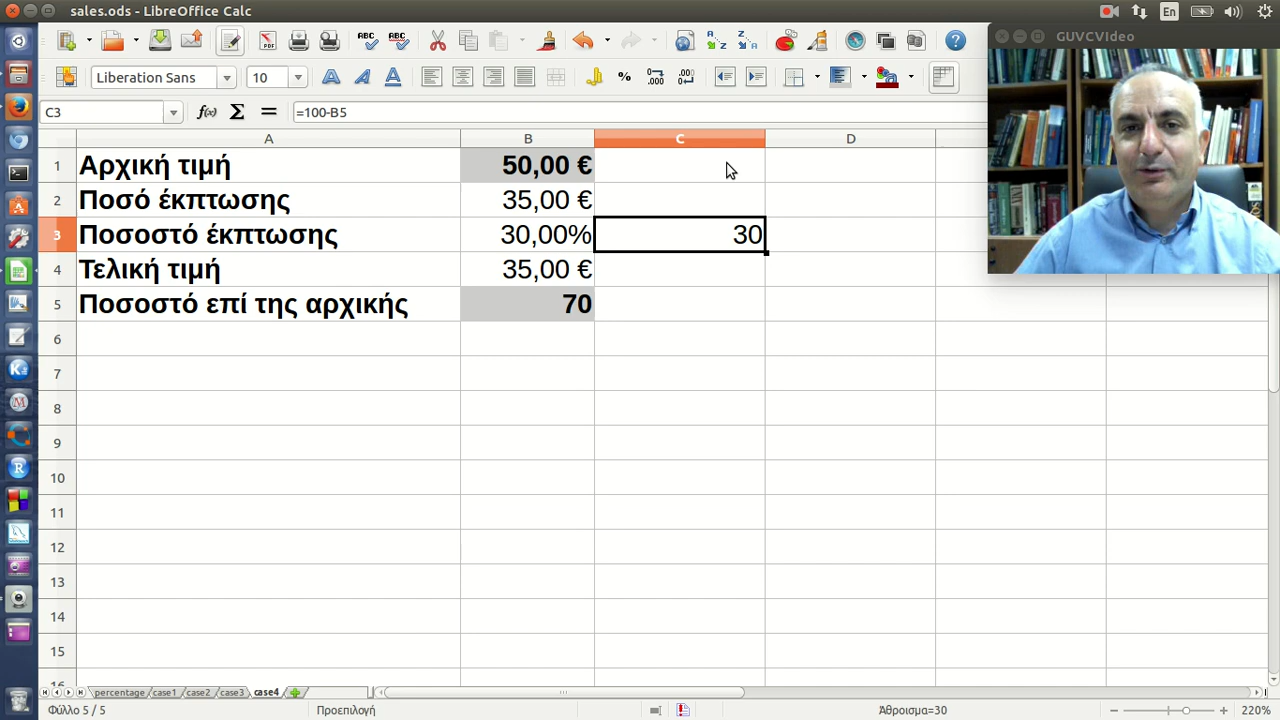 sales.ods - LibreOffice Calc
En
GUVCVideo
Liberation Sans
10
C3
=100-B5
A B C D
1 Αρχική τιμή 50,00 €
2 Ποσό έκπτωσης 35,00 €
3 Ποσοστό έκπτωσης 30,00% 30
4 Τελική τιμή 35,00 €
5 Ποσοστό επί της αρχικής 70
6
7
8
9
10
11
12
13
14
15
16
percentage case1 case2 case3 case4
Φύλλο 5 / 5 Προεπιλογή Άθροισμα=30 220%